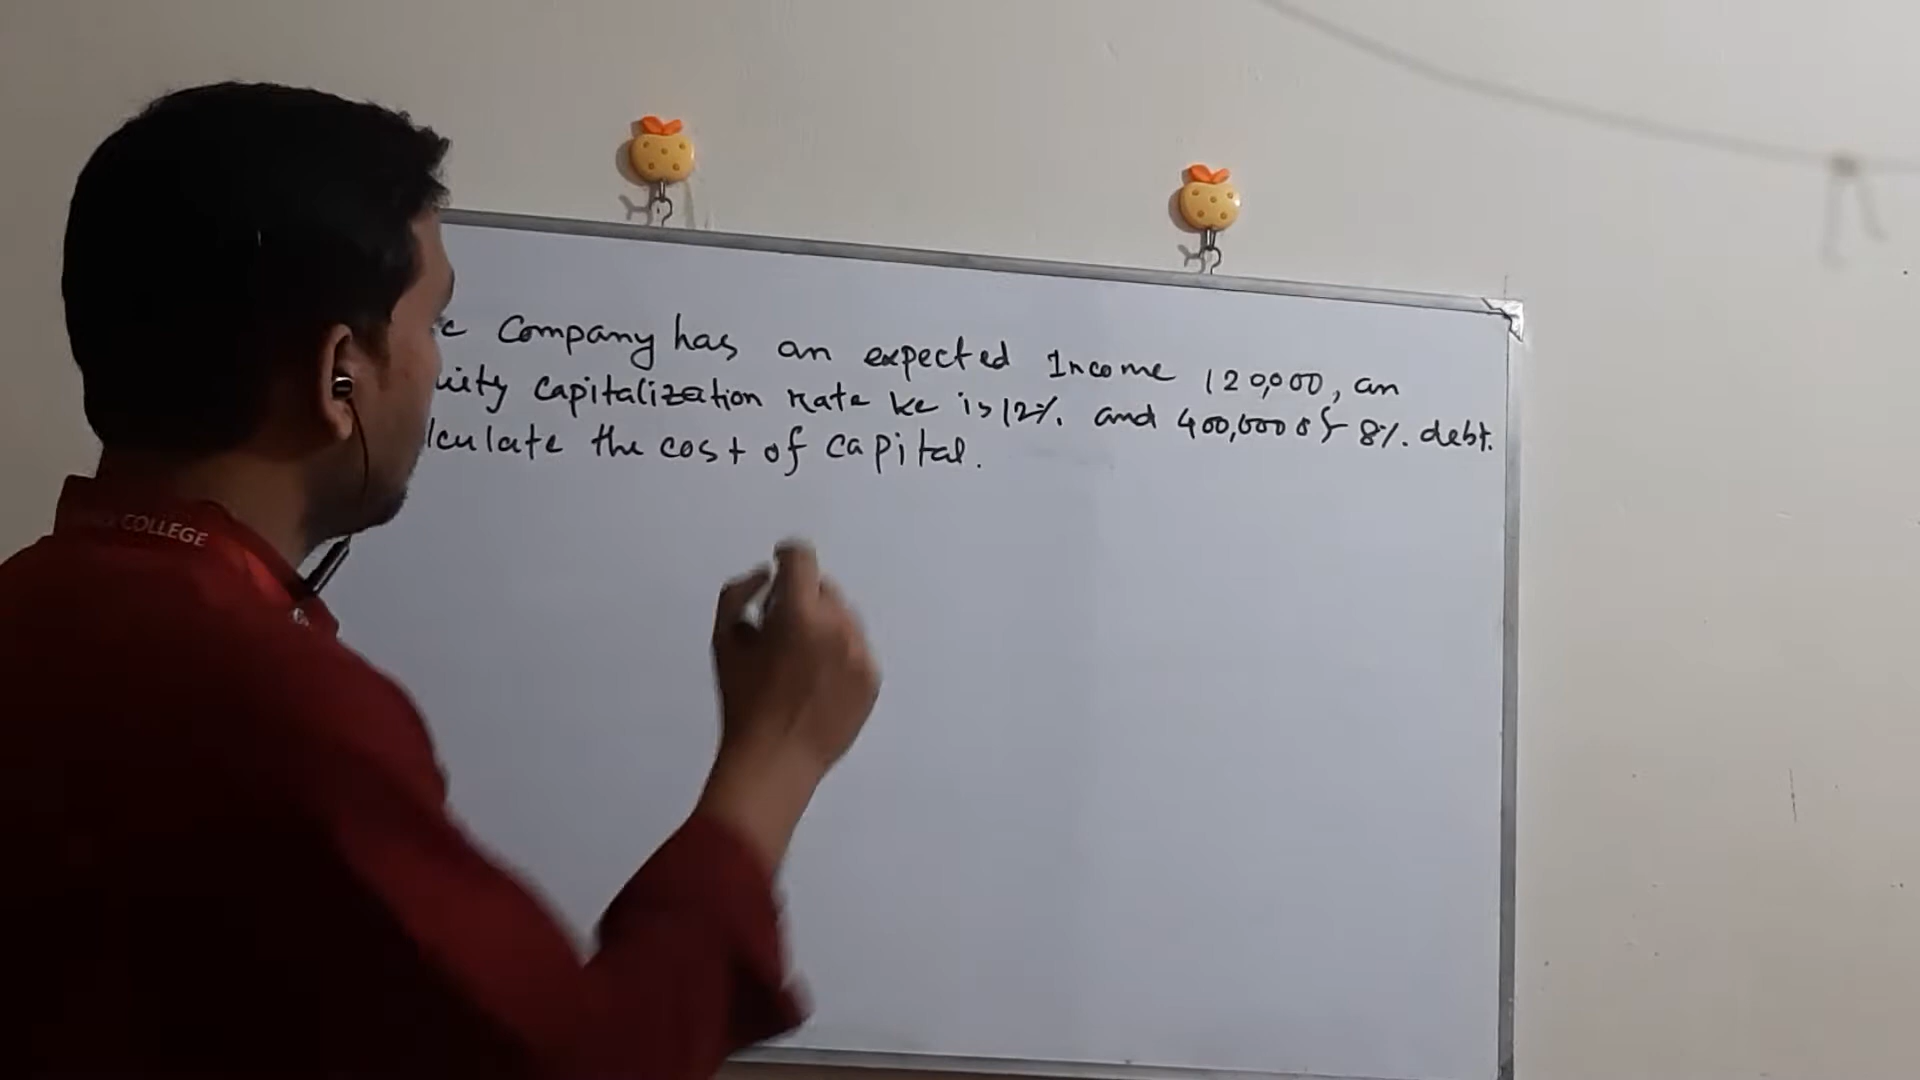 c Company has an expected Income 120,000, an
uiety capitalization rate ke is 12%. and 400,000 of 8%. debt.
lculate the cost of capital.
COLLEGE